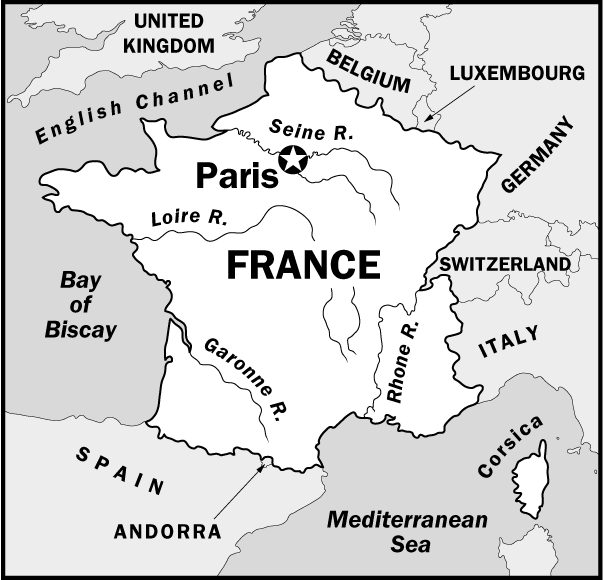 UNITED
KINGDOM
BELGIUM
LUXEMBOURG
English Channel
Seine R.
GERMANY
Paris
Loire R.
FRANCE
SWITZERLAND
Bay
of
Biscay
ITALY
Garonne R.
Rhone R.
Corsica
SPAIN
ANDORRA
Mediterranean
Sea